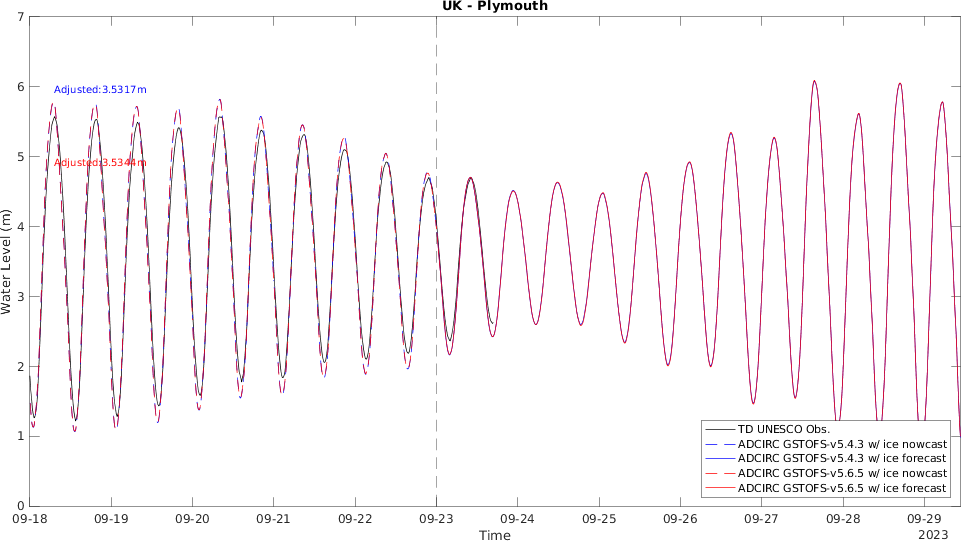 UK - Plymouth
7
6
5
4
3
2
1
0
Water Level (m)
Adjusted:3.5317m
Adjusted:3.5344m
TD UNESCO Obs.
ADCIRC GSTOFS-v5.4.3 w/ ice nowcast
ADCIRC GSTOFS-v5.4.3 w/ ice forecast
ADCIRC GSTOFS-v5.6.5 w/ ice nowcast
ADCIRC GSTOFS-v5.6.5 w/ ice forecast
09-18 09-19 09-20 09-21 09-22 09-23 09-24 09-25 09-26 09-27 09-28 09-29
Time
2023